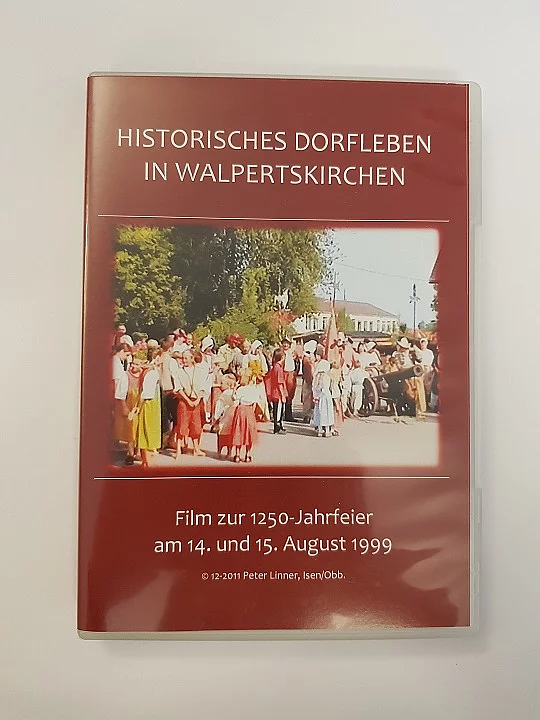 HISTORISCHES DORFLEBEN
IN WALPERTSKIRCHEN
Film zur 1250-Jahrfeier
am 14. und 15. August 1999
© 12-2011 Peter Linner, Isen/Obb.